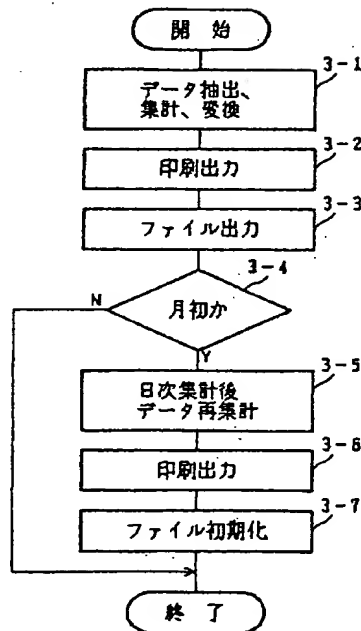 開始
3-1
データ抽出、
集計、変換
3-2
印刷出力
3-3
ファイル出力
3-4
月初か
N
Y
3-5
日次集計後
データ再集計
3-6
印刷出力
3-7
ファイル初期化
終了